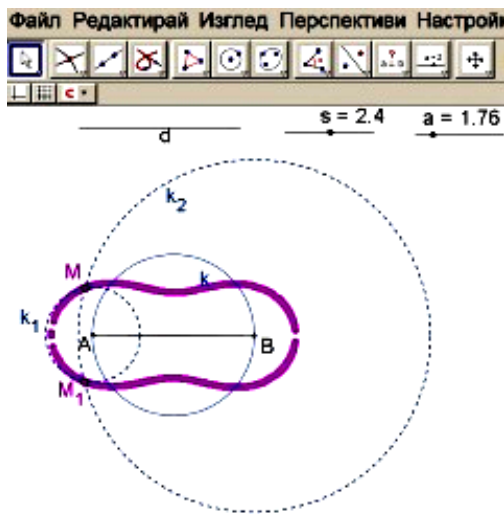 Файл Редактирай Изглед Перспективи Настройк
s = 2.4 a = 1.76
d
k₂
M k
k₁
A B
M₁